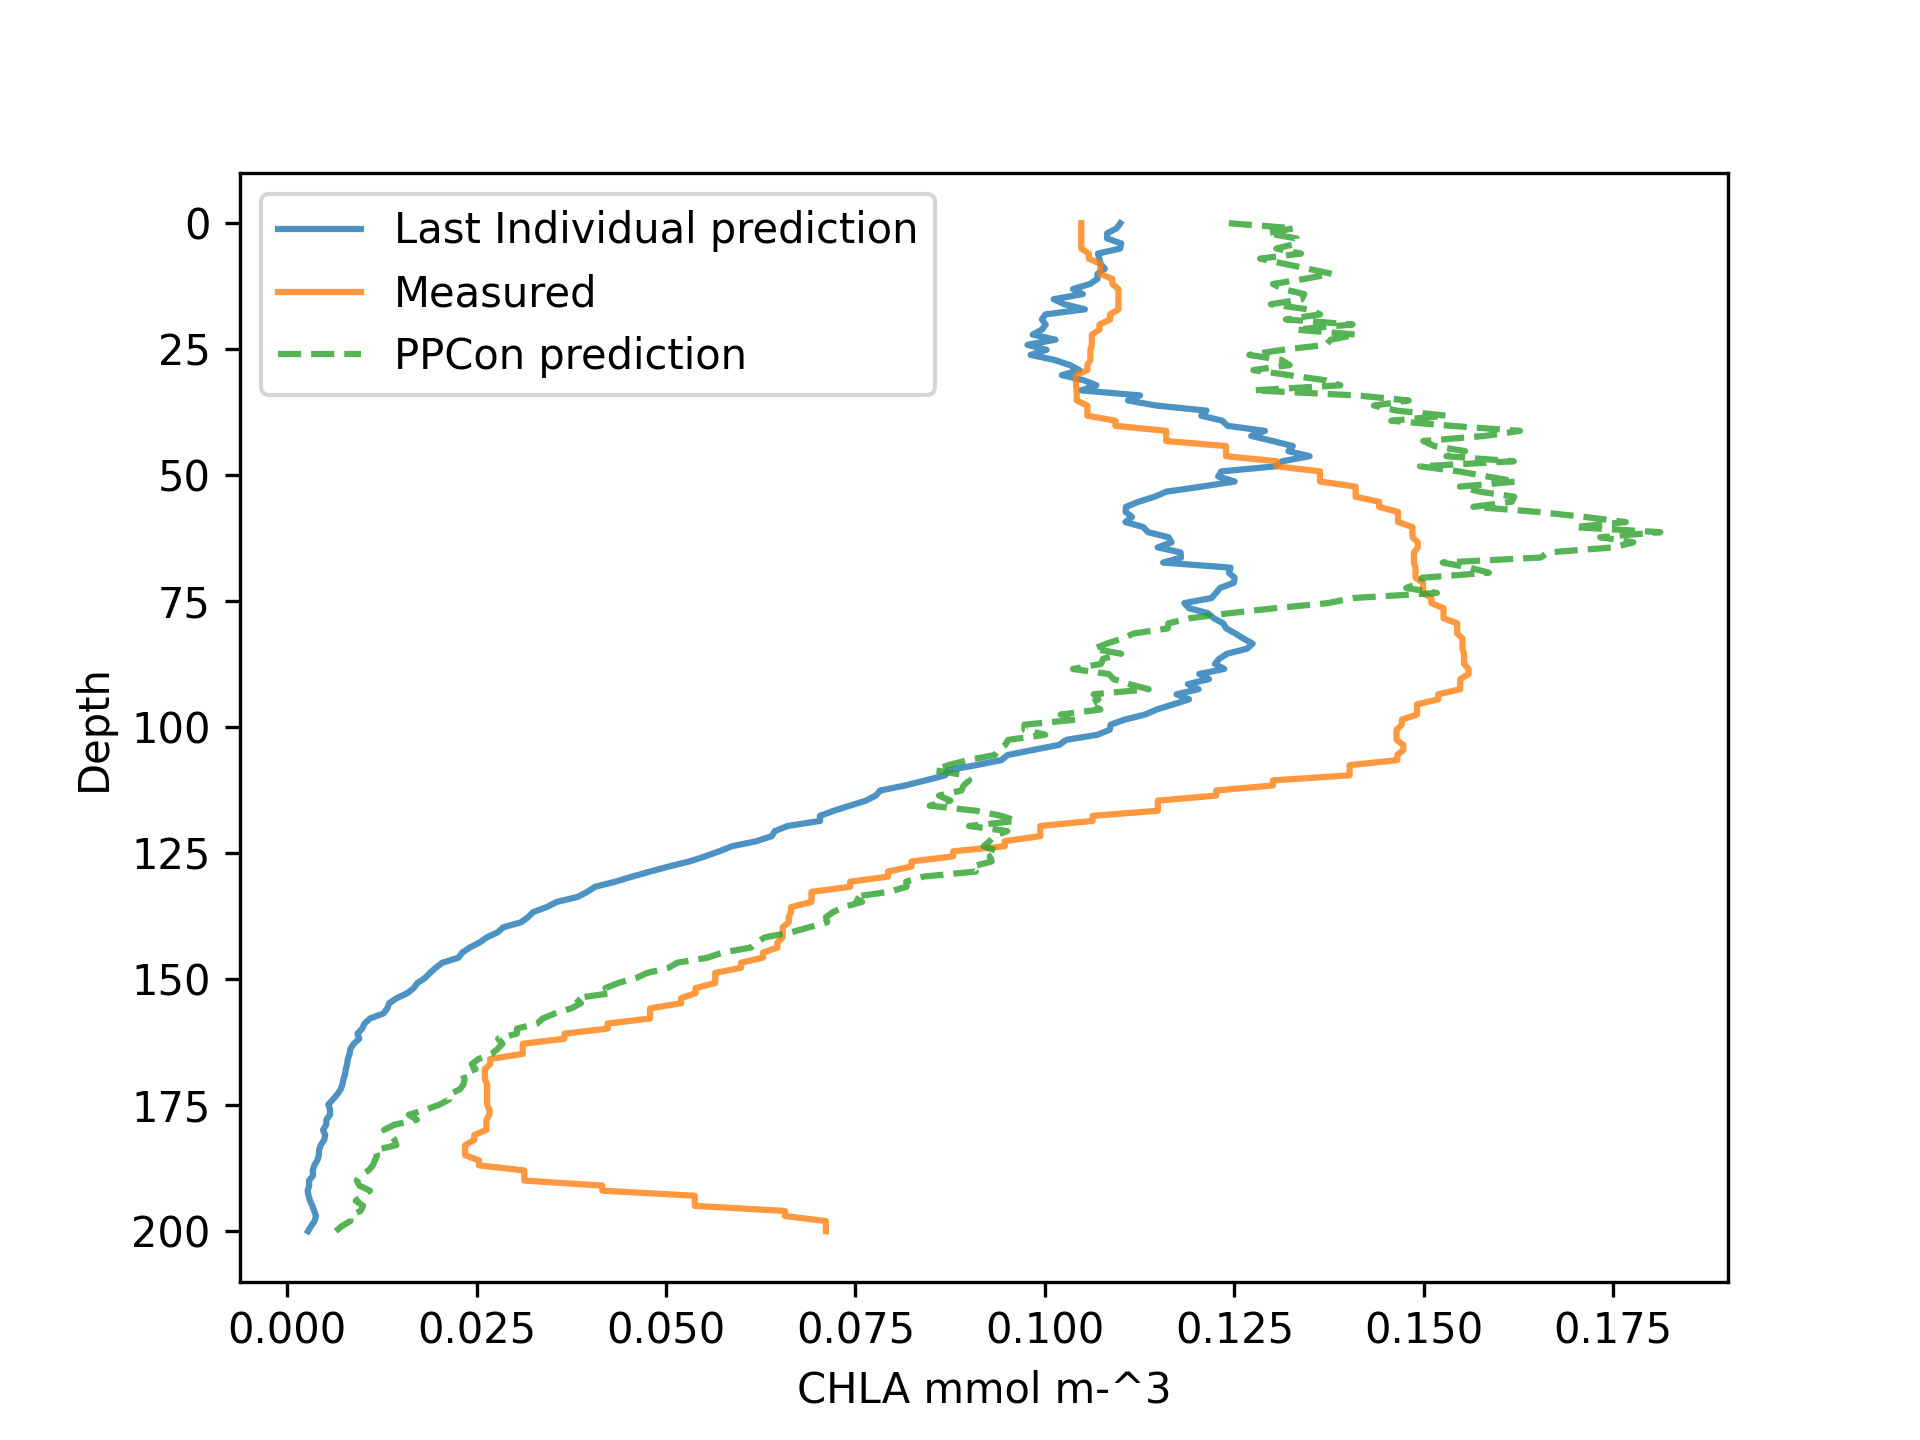 Last Individual prediction
Measured
PPCon prediction
0
25
50
75
100
125
150
175
200
Depth
0.000 0.025 0.050 0.075 0.100 0.125 0.150 0.175
CHLA mmol m-^3